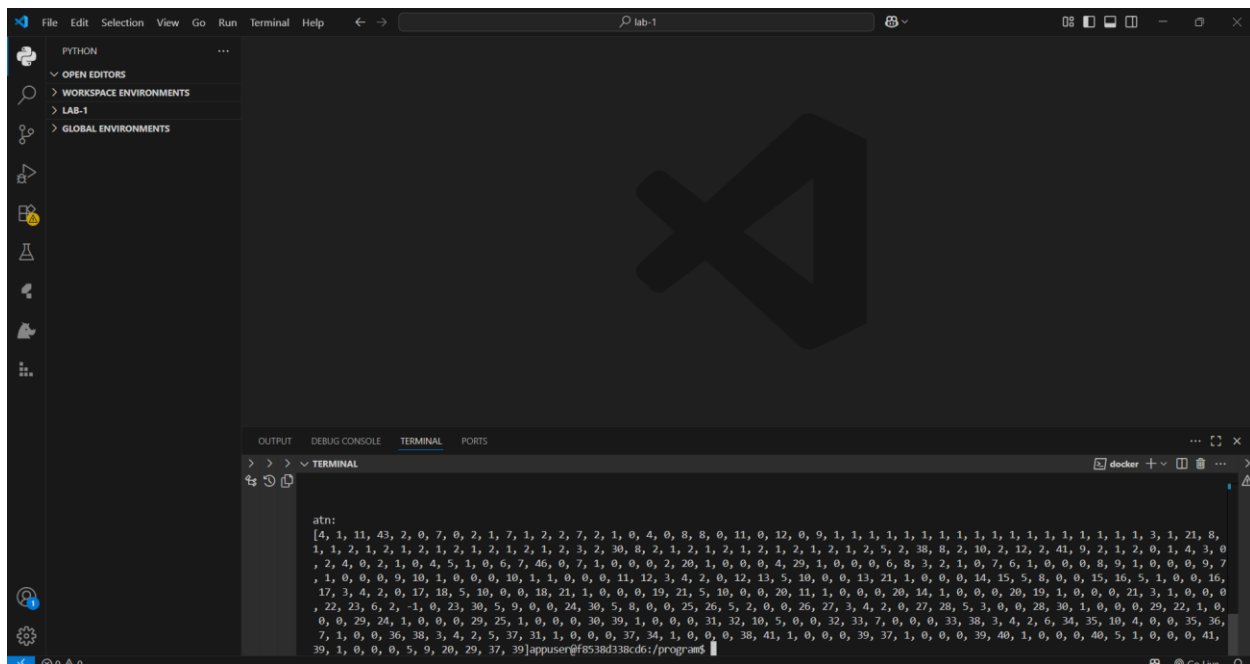 File Edit Selection View Go Run Terminal Help
lab-1
PYTHON
OPEN EDITORS
WORKSPACE ENVIRONMENTS
LAB-1
GLOBAL ENVIRONMENTS
OUTPUT DEBUG CONSOLE TERMINAL PORTS
TERMINAL
docker
atn:
[4, 1, 11, 43, 2, 0, 7, 0, 2, 1, 7, 1, 2, 2, 7, 2, 1, 0, 4, 0, 8, 8, 0, 11, 0, 12, 0, 9, 1, 1, 1, 1, 1, 1, 1, 1, 1, 1, 1, 1, 1, 1, 1, 1, 1, 1, 3, 1, 21, 8,
1, 1, 2, 1, 2, 1, 2, 1, 2, 1, 2, 1, 2, 1, 2, 3, 2, 30, 8, 2, 1, 2, 1, 2, 1, 2, 1, 2, 1, 2, 1, 2, 5, 2, 38, 8, 2, 10, 2, 12, 2, 41, 9, 2, 1, 2, 0, 1, 4, 3, 0
, 2, 4, 0, 2, 1, 0, 4, 5, 1, 0, 6, 7, 46, 0, 7, 1, 0, 0, 0, 2, 20, 1, 0, 0, 0, 4, 29, 1, 0, 0, 0, 6, 8, 3, 2, 1, 0, 7, 6, 1, 0, 0, 0, 8, 9, 1, 0, 0, 0, 9, 7
, 1, 0, 0, 0, 9, 10, 1, 0, 0, 0, 10, 1, 1, 0, 0, 0, 11, 12, 3, 4, 2, 0, 12, 13, 5, 10, 0, 0, 13, 21, 1, 0, 0, 0, 14, 15, 5, 8, 0, 0, 15, 16, 5, 1, 0, 0, 16,
17, 3, 4, 2, 0, 17, 18, 5, 10, 0, 0, 18, 21, 1, 0, 0, 0, 19, 21, 5, 10, 0, 0, 20, 11, 1, 0, 0, 0, 20, 14, 1, 0, 0, 0, 20, 19, 1, 0, 0, 0, 21, 3, 1, 0, 0, 0
, 22, 23, 6, 2, -1, 0, 23, 30, 5, 9, 0, 0, 24, 30, 5, 8, 0, 0, 25, 26, 5, 2, 0, 0, 26, 27, 3, 4, 2, 0, 27, 28, 5, 3, 0, 0, 28, 30, 1, 0, 0, 0, 29, 22, 1, 0,
0, 0, 29, 24, 1, 0, 0, 0, 29, 25, 1, 0, 0, 0, 30, 39, 1, 0, 0, 0, 31, 32, 10, 5, 0, 0, 32, 33, 7, 0, 0, 0, 33, 38, 3, 4, 2, 6, 34, 35, 10, 4, 0, 0, 35, 36,
7, 1, 0, 0, 36, 38, 3, 4, 2, 5, 37, 31, 1, 0, 0, 0, 37, 34, 1, 0, 0, 0, 38, 41, 1, 0, 0, 0, 39, 37, 1, 0, 0, 0, 39, 40, 1, 0, 0, 0, 40, 5, 1, 0, 0, 0, 41,
39, 1, 0, 0, 0, 5, 9, 20, 29, 37, 39]appuser@f8538d338cd6:/program$